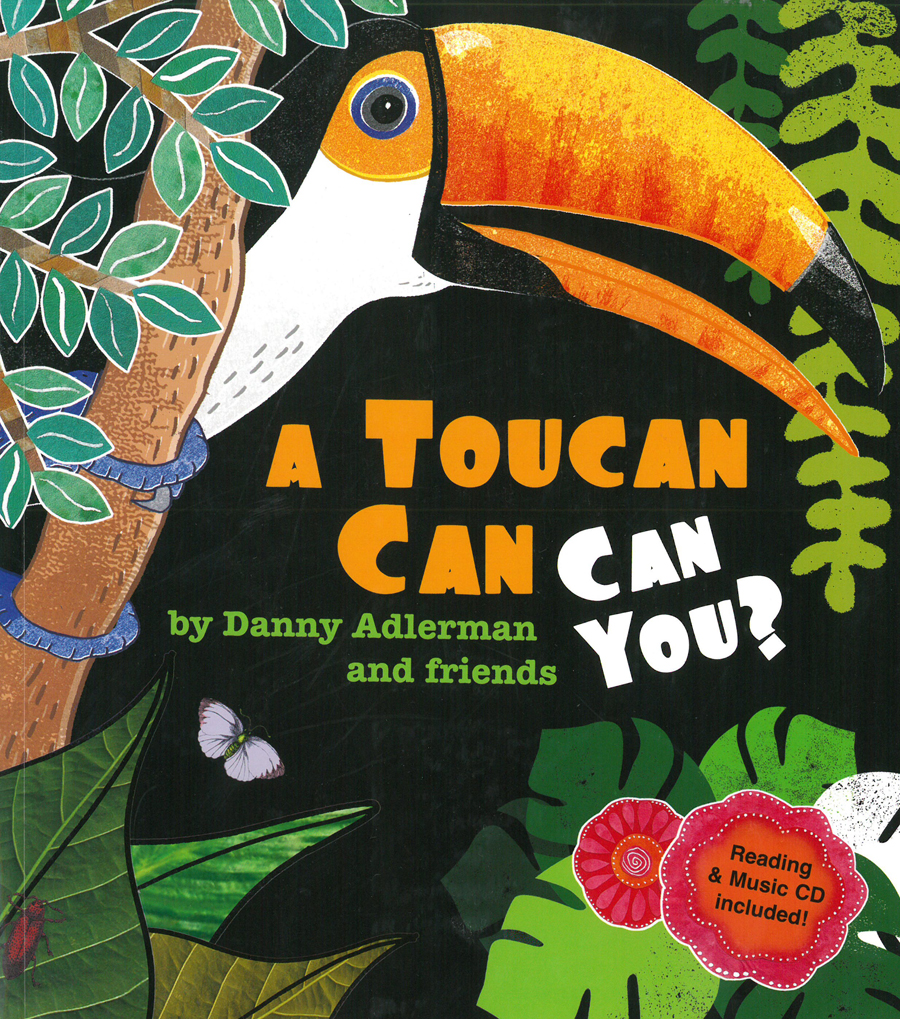 A TOUCAN
CAN CAN
YOU?
by Danny Adlerman
and friends
Reading
& Music CD
included!